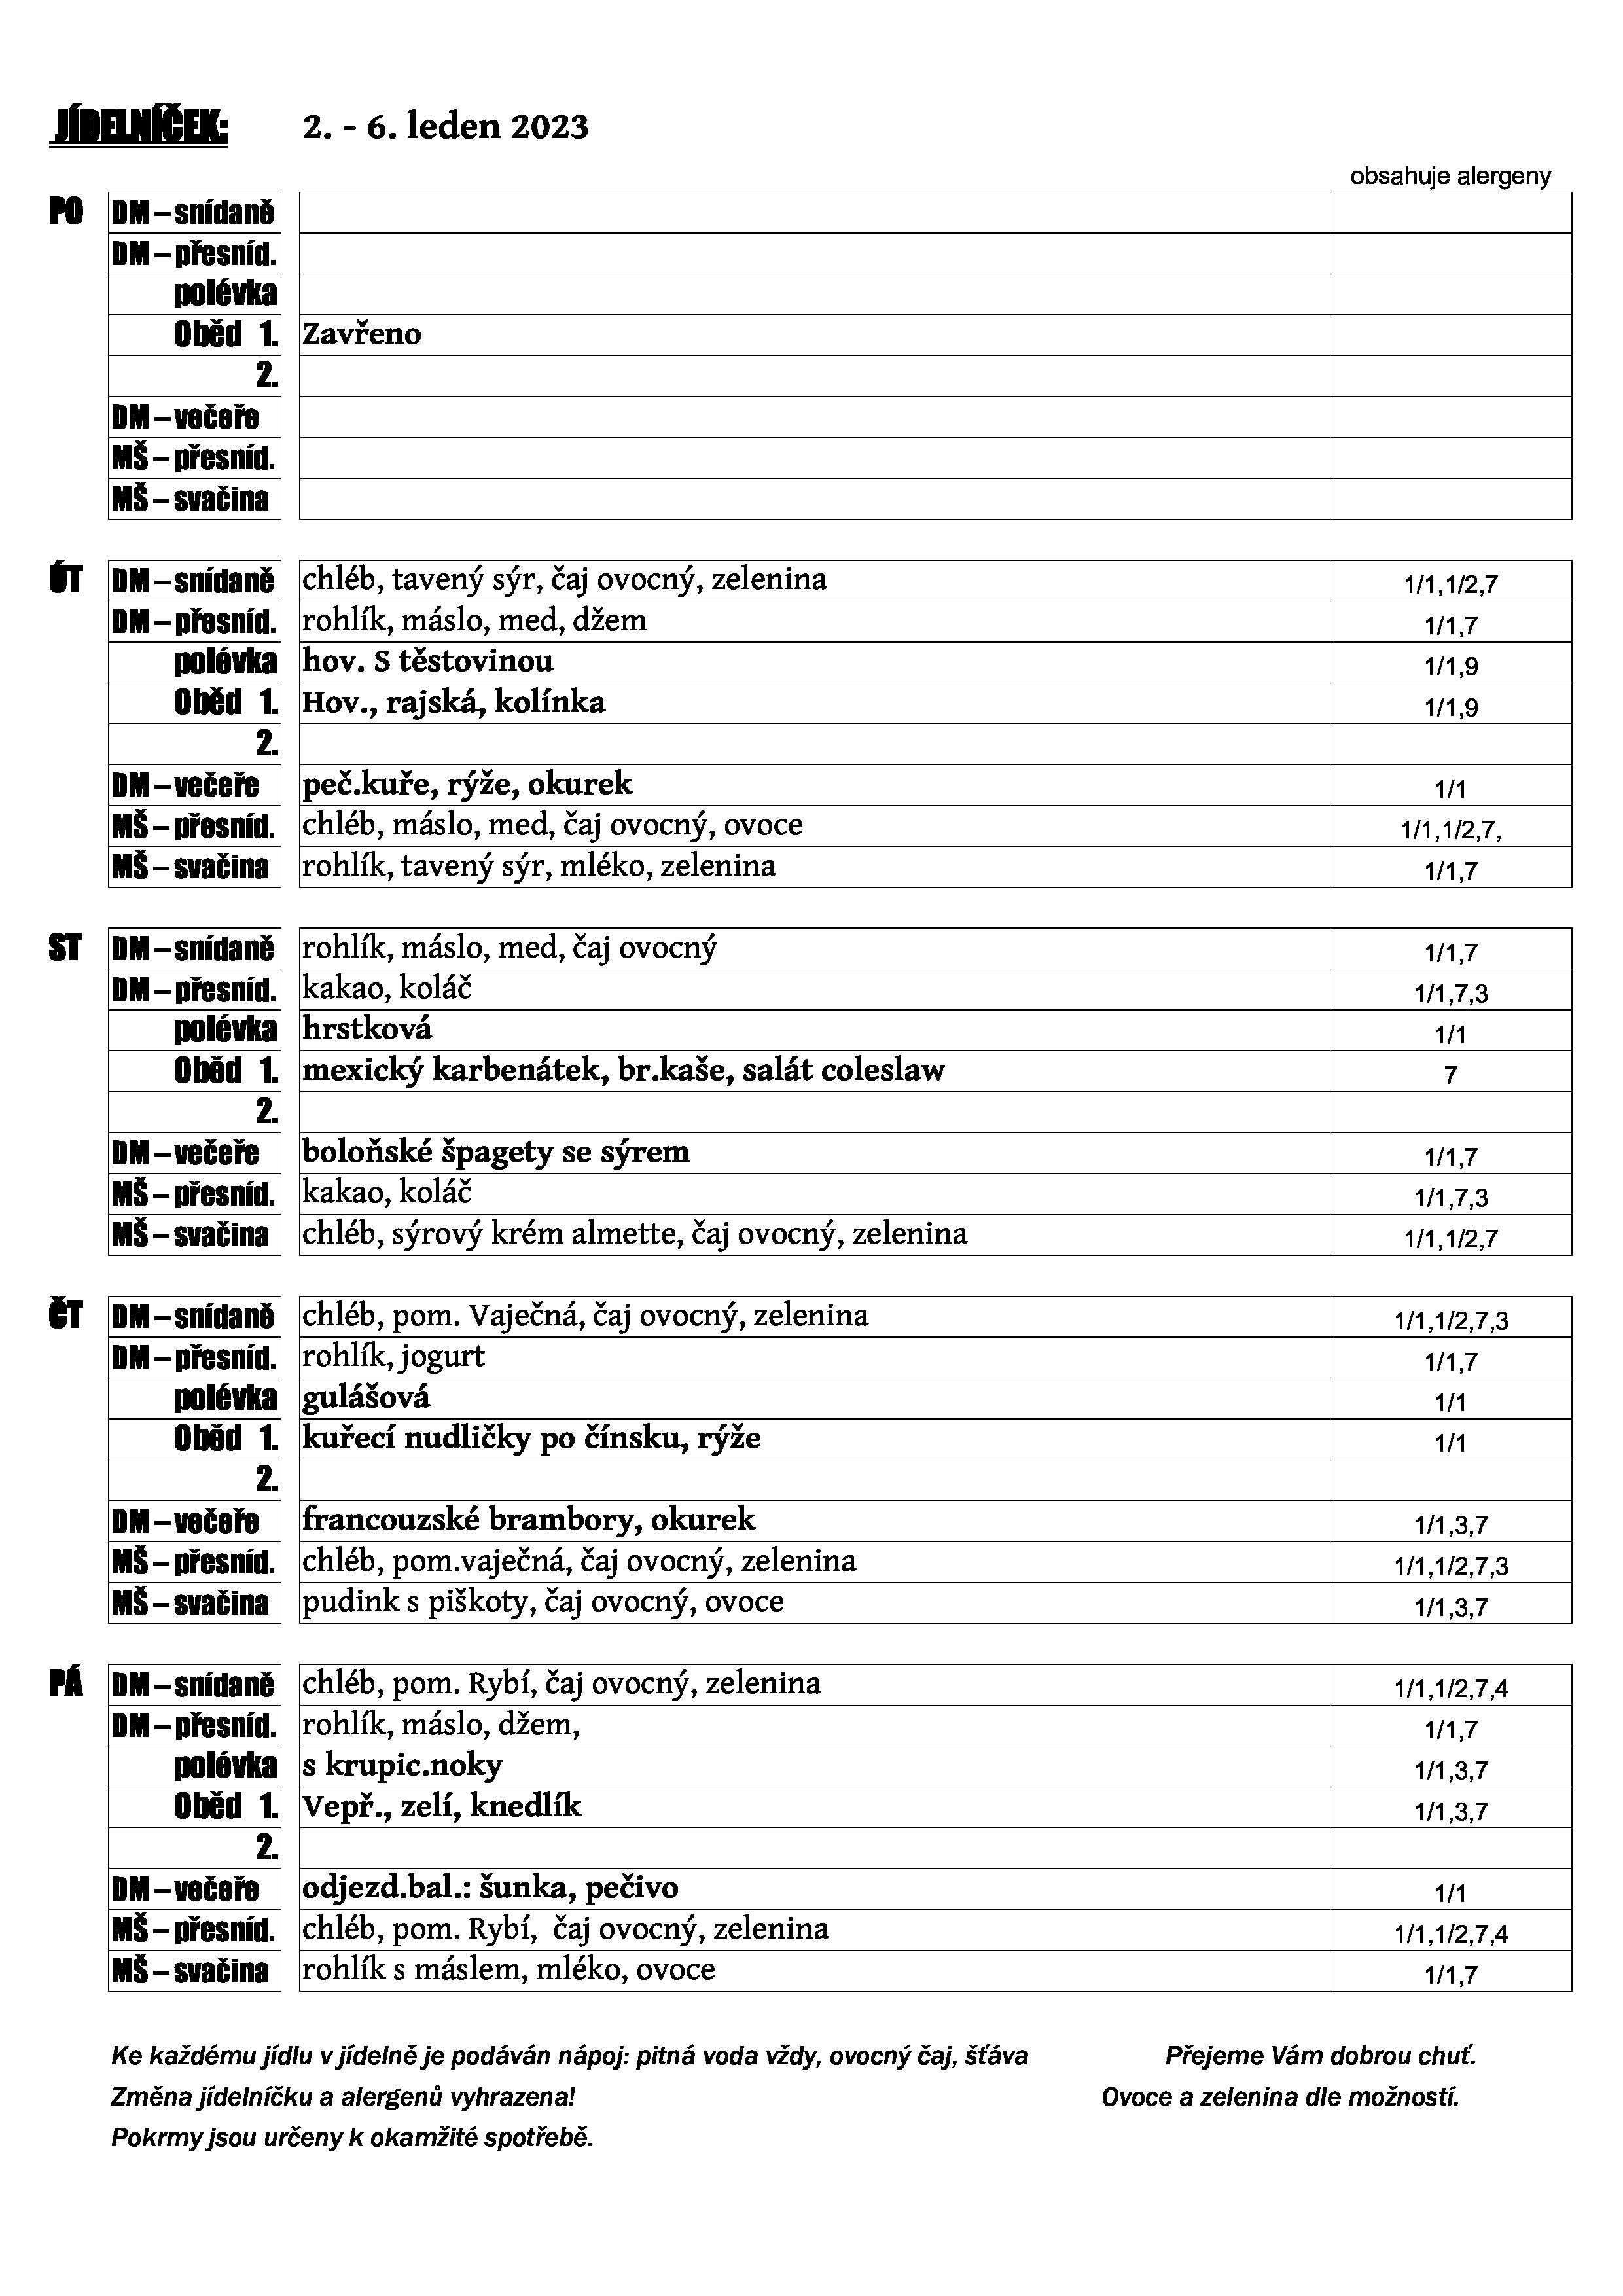 JÍDELNÍČEK: 2. - 6. leden 2023
obsahuje alergeny
PO DM – snídaně
DM – přesníd.
polévka
Oběd 1. Zavřeno
2.
DM – večeře
MŠ – přesníd.
MŠ – svačina
ÚT DM – snídaně chléb, tavený sýr, čaj ovocný, zelenina 1/1,1/2,7
DM – přesníd. rohlík, máslo, med, džem 1/1,7
polévka hov. S těstovinou 1/1,9
Oběd 1. Hov., rajská, kolínka 1/1,9
2.
DM – večeře peč.kuře, rýže, okurek 1/1
MŠ – přesníd. chléb, máslo, med, čaj ovocný, ovoce 1/1,1/2,7,
MŠ – svačina rohlík, tavený sýr, mléko, zelenina 1/1,7
ST DM – snídaně rohlík, máslo, med, čaj ovocný 1/1,7
DM – přesníd. kakao, koláč 1/1,7,3
polévka hrstková 1/1
Oběd 1. mexický karbenátek, br.kaše, salát coleslaw 7
2.
DM – večeře boloňské špagety se sýrem 1/1,7
MŠ – přesníd. kakao, koláč 1/1,7,3
MŠ – svačina chléb, sýrový krém almette, čaj ovocný, zelenina 1/1,1/2,7
ČT DM – snídaně chléb, pom. Vaječná, čaj ovocný, zelenina 1/1,1/2,7,3
DM – přesníd. rohlík, jogurt 1/1,7
polévka gulášová 1/1
Oběd 1. kuřecí nudličky po čínsku, rýže 1/1
2.
DM – večeře francouzské brambory, okurek 1/1,3,7
MŠ – přesníd. chléb, pom.vaječná, čaj ovocný, zelenina 1/1,1/2,7,3
MŠ – svačina pudink s piškoty, čaj ovocný, ovoce 1/1,3,7
PÁ DM – snídaně chléb, pom. Rybí, čaj ovocný, zelenina 1/1,1/2,7,4
DM – přesníd. rohlík, máslo, džem, 1/1,7
polévka s krupic.noky 1/1,3,7
Oběd 1. Vepř., zelí, knedlík 1/1,3,7
2.
DM – večeře odjezd.bal.: šunka, pečivo 1/1
MŠ – přesníd. chléb, pom. Rybí, čaj ovocný, zelenina 1/1,1/2,7,4
MŠ – svačina rohlík s máslem, mléko, ovoce 1/1,7
Ke každému jídlu v jídelně je podáván nápoj: pitná voda vždy, ovocný čaj, šťáva Přejeme Vám dobrou chuť.
Změna jídelníčku a alergenů vyhrazena! Ovoce a zelenina dle možností.
Pokrmy jsou určeny k okamžité spotřebě.